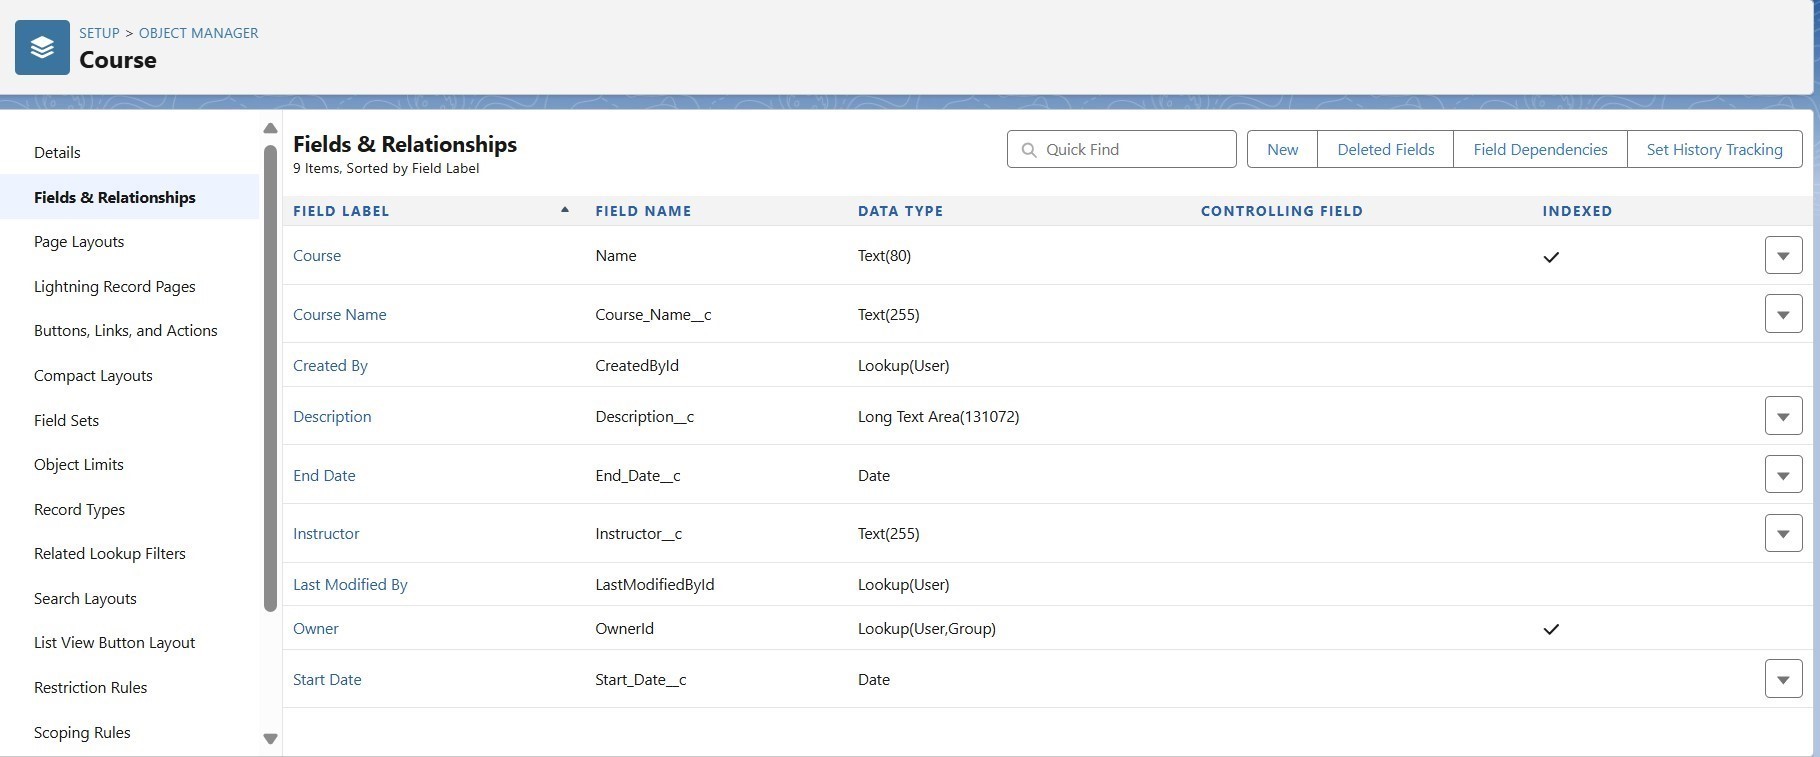 SETUP > OBJECT MANAGER
Course
Details
Fields & Relationships
Page Layouts
Lightning Record Pages
Buttons, Links, and Actions
Compact Layouts
Field Sets
Object Limits
Record Types
Related Lookup Filters
Search Layouts
List View Button Layout
Restriction Rules
Scoping Rules
Fields & Relationships
9 Items, Sorted by Field Label
Quick Find New Deleted Fields Field Dependencies Set History Tracking
FIELD LABEL FIELD NAME DATA TYPE CONTROLLING FIELD INDEXED
Course Name Text(80)
Course Name Course_Name__c Text(255)
Created By CreatedById Lookup(User)
Description Description__c Long Text Area(131072)
End Date End_Date__c Date
Instructor Instructor__c Text(255)
Last Modified By LastModifiedById Lookup(User)
Owner OwnerId Lookup(User,Group)
Start Date Start_Date__c Date